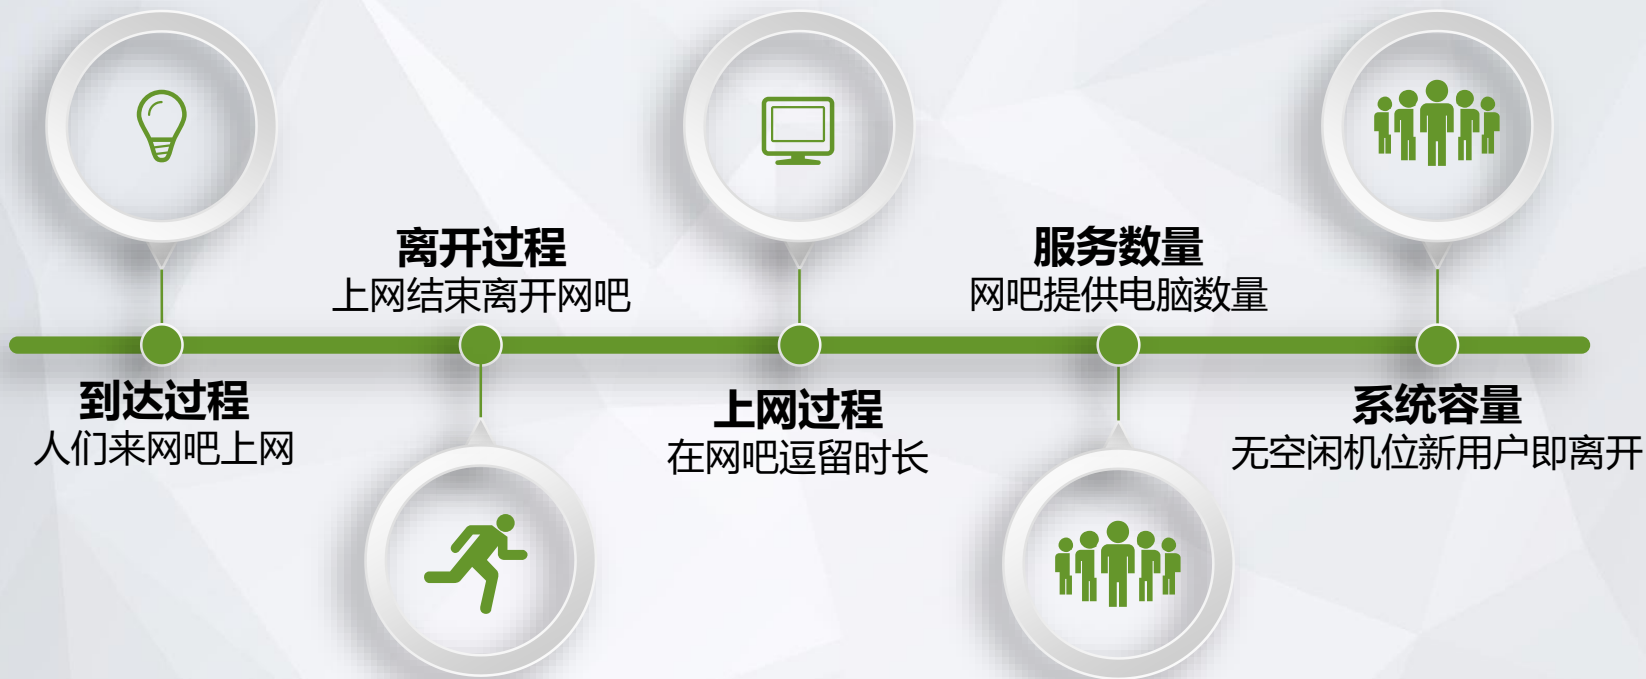 到达过程
人们来网吧上网
离开过程
上网结束离开网吧
上网过程
在网吧逗留时长
服务数量
网吧提供电脑数量
系统容量
无空闲机位新用户即离开